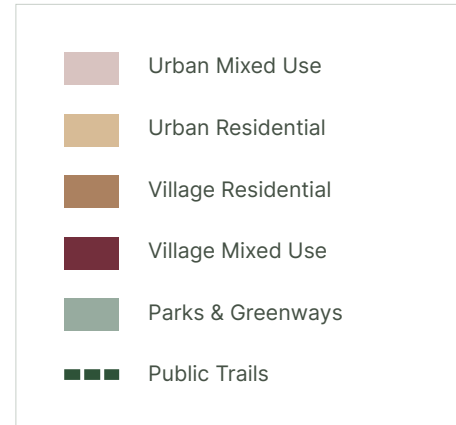 Urban Mixed Use
Urban Residential
Village Residential
Village Mixed Use
Parks & Greenways
Public Trails